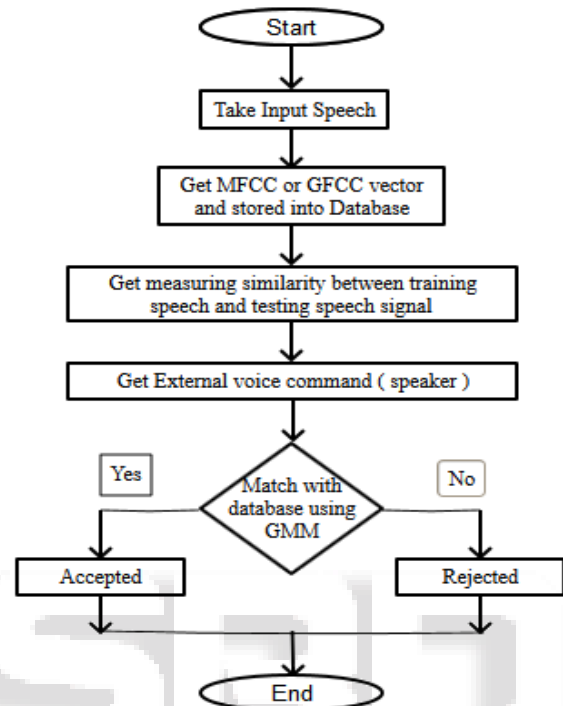 Start
Take Input Speech
Get MFCC or GFCC vector
and stored into Database
Get measuring similarity between training
speech and testing speech signal
Get External voice command ( speaker )
Yes
No
Match with
database using
GMM
Accepted
Rejected
End